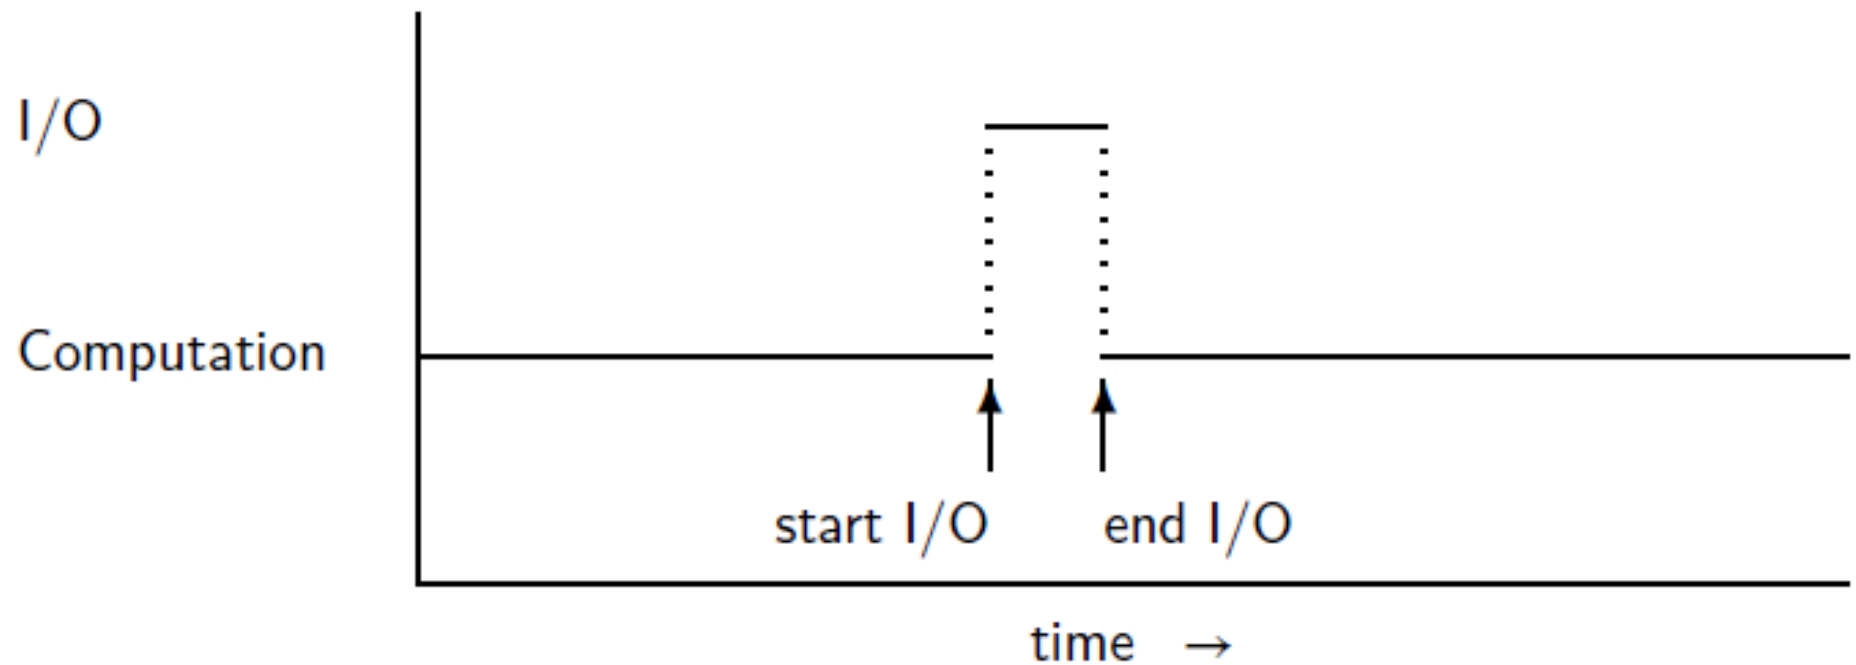 I/O
Computation
start I/O
end I/O
time →